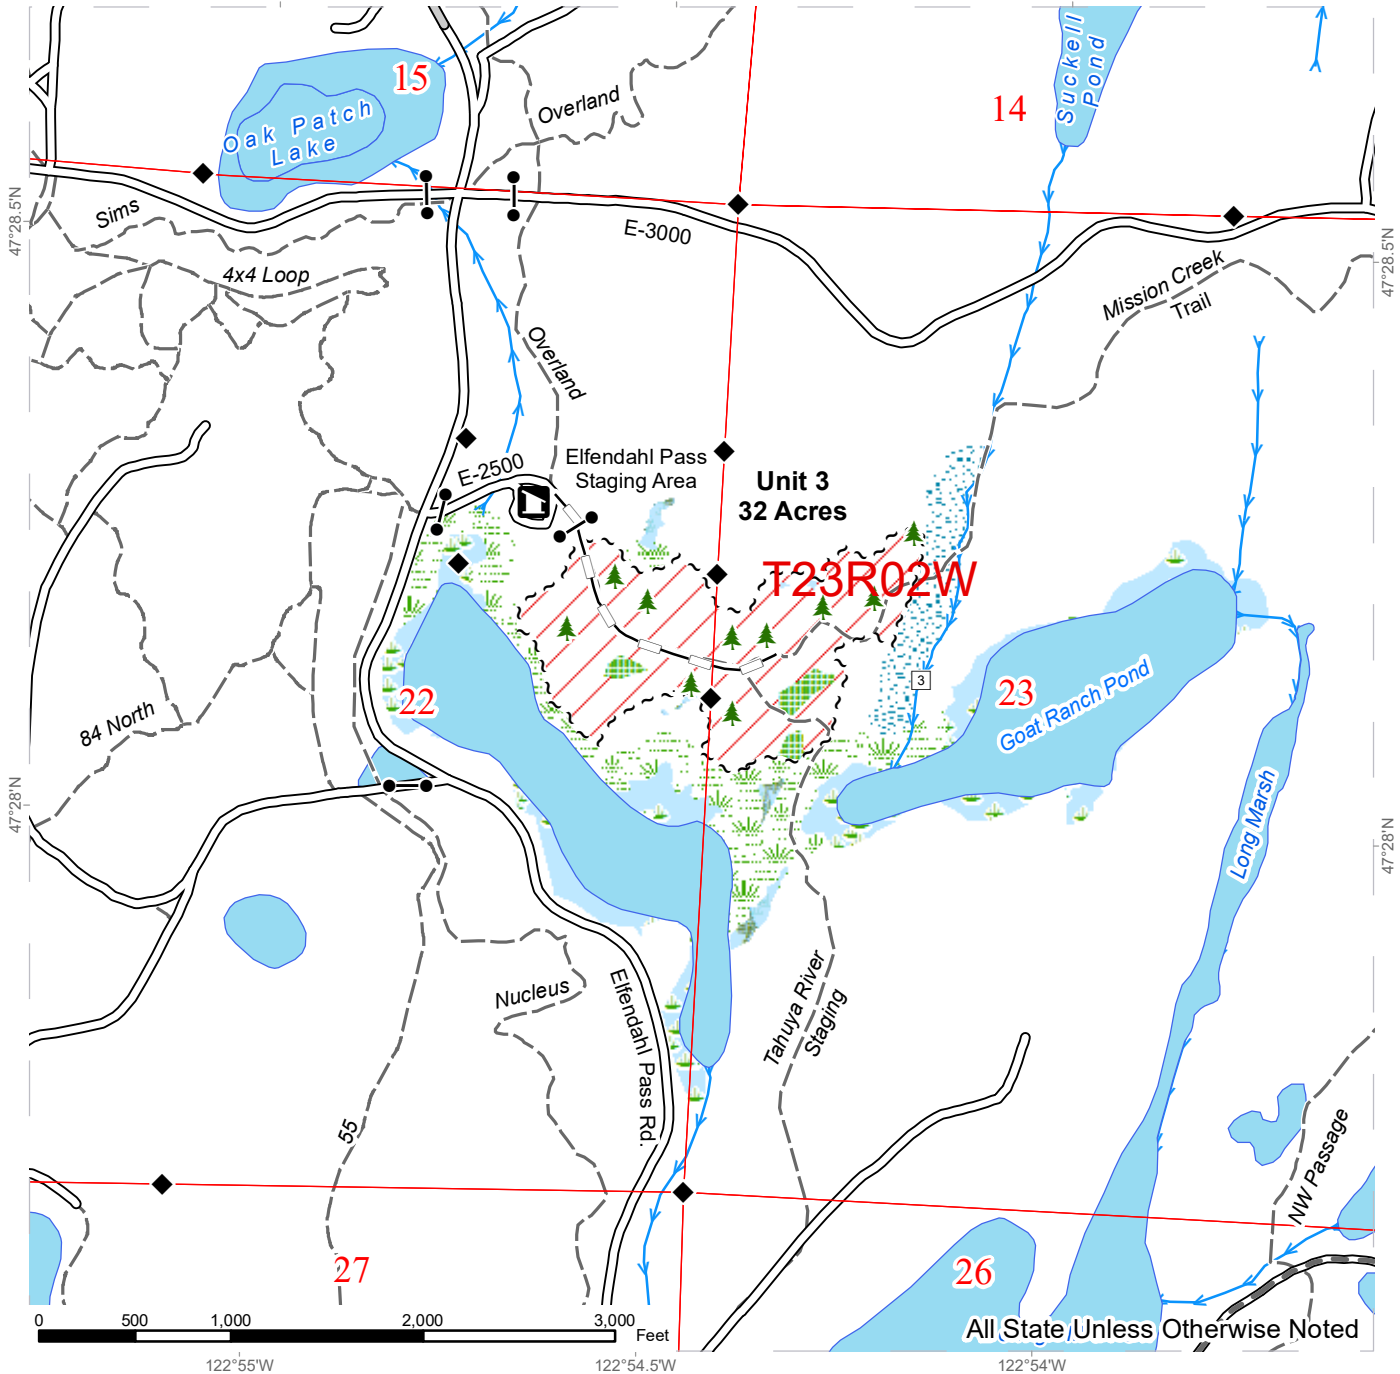 15
14
Suckell
Pond
Oak Patch
Lake
Overland
Sims
4x4 Loop
E-3000
Mission Creek
Trail
47°28.5'N
47°28.5'N
Overland
E-2500
Elfendahl Pass
Staging Area
Unit 3
32 Acres
T23R02W
22
23
3
Goat Ranch Pond
84 North
47°28'N
47°28'N
Long Marsh
Nucleus
Elfendahl Pass Rd.
Tahuya River
Staging
55
NW Passage
27
26
0
500
1,000
2,000
3,000
Feet
All State Unless Otherwise Noted
122°55'W
122°54.5'W
122°54'W